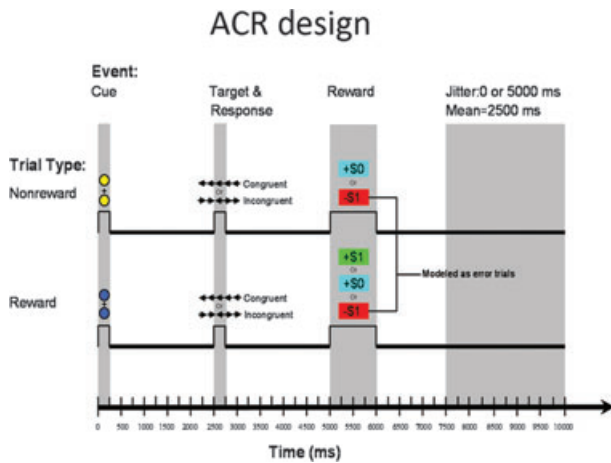 ACR design
Event:
Cue
Target &
Response
Reward
Jitter:0 or 5000 ms
Mean=2500 ms
Trial Type:
Nonreward
Congruent
Or
Incongruent
+$0
Or
-$1
Modeled as error trials
Reward
Congruent
Or
Incongruent
+$1
Or
+$0
Or
-$1
0 500 1000 1500 2000 2500 3000 3500 4000 4500 5000 5500 6000 6500 7000 7500 8000 8500 9000 9500 10000
Time (ms)